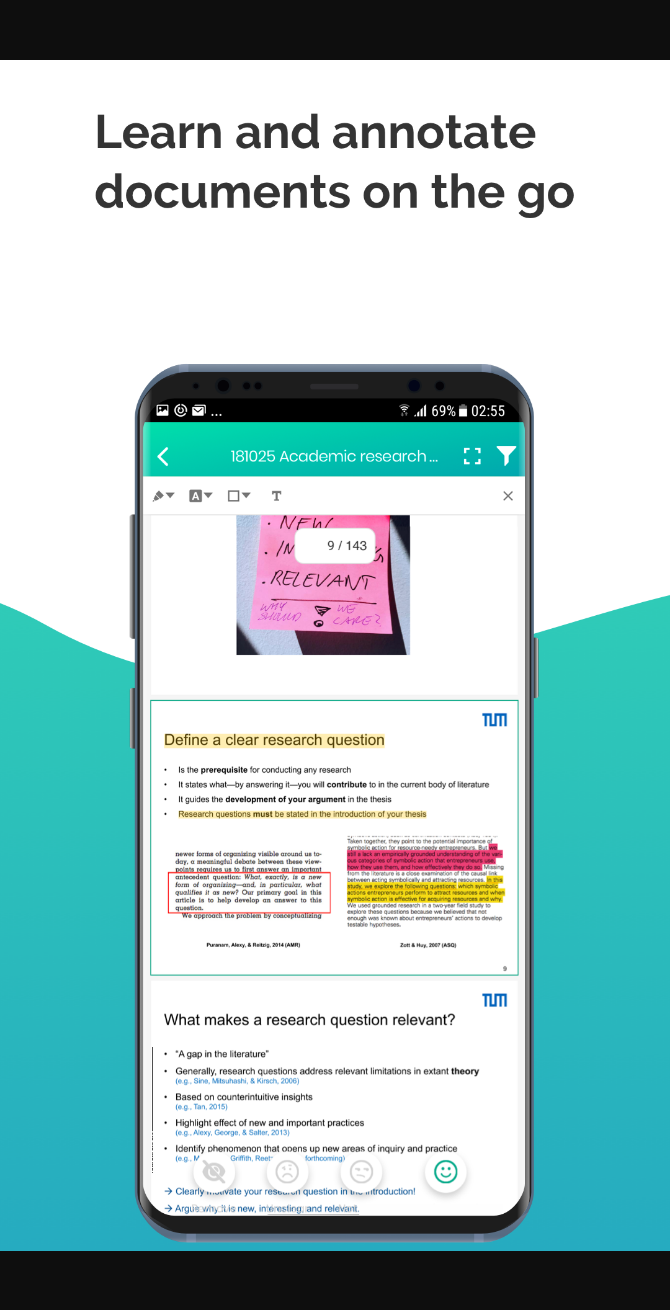 Learn and annotate
documents on the go
... 69% 02:55
181025 Academic research ...
A T
· NEW
9 / 143
· RELEVANT
WHY WE
SHOULD CARE?
TUM
Define a clear research question
• Is the prerequisite for conducting any research
• It states what—by answering it—you will contribute to in the current body of literature
• It guides the development of your argument in the thesis
• Research questions must be stated in the introduction of your thesis
newer forms of organizing visible around us to-
day, a meaningful debate between these view-
points requires us to first answer an important
antecedent question: What, exactly, is a new
form of organizing—and, in particular, what
qualifies it as new? Our primary goal in this
article is to help develop an answer to this
question.
We approach the problem by conceptualizing
Puranam, Alexy, & Reitzig, 2014 (AMR)
Taken together, they point to the potential importance of
symbolic action for resource-needy entrepreneurs. But we
still a lack an empirically grounded understanding of the vari-
ous categories of symbolic action that entrepreneurs use,
how they use them, and how effectively they do so. Missing
from the literature is a close examination of the causal link
between acting symbolically and attracting resources. In this
study, we explore the following questions: which symbolic
actions entrepreneurs perform to attract resources and when
symbolic action is effective for acquiring resources and why.
We used grounded research in a two-year field study to
explore these questions because we believed that not
enough was known about entrepreneurs' actions to develop
testable hypotheses.
Zott & Huy, 2007 (ASQ)
9
TUM
What makes a research question relevant?
• "A gap in the literature"
• Generally, research questions address relevant limitations in extant theory
(e.g., Sine, Mitsuhashi, & Kirsch, 2006)
• Based on counterintuitive insights
(e.g., Tan, 2015)
• Highlight effect of new and important practices
(e.g., Alexy, George, & Salter, 2013)
• Identify phenomenon that opens up new areas of inquiry and practice
(e.g., Griffith, forthcoming)
→ Clearly motivate your research question in the introduction!
→ Argue why it is new, interesting, and relevant.